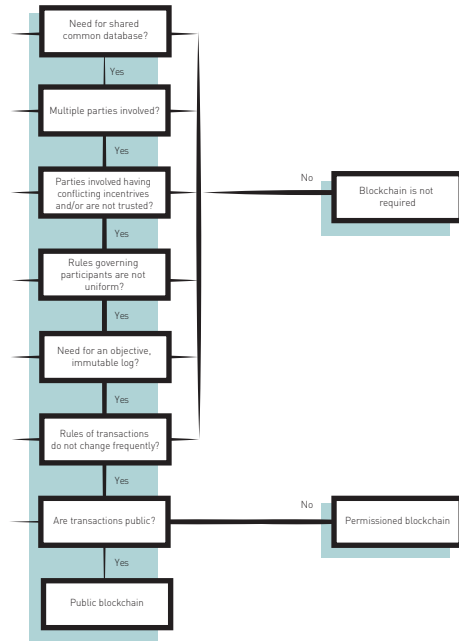 Need for shared
common database?
Yes
Multiple parties involved?
Yes
Parties involved having
conflicting incentives
and/or are not trusted?
No
Blockchain is not
required
Yes
Rules governing
participants are not
uniform?
Yes
Need for an objective,
immutable log?
Yes
Rules of transactions
do not change frequently?
Yes
Are transactions public?
No
Permissioned blockchain
Yes
Public blockchain